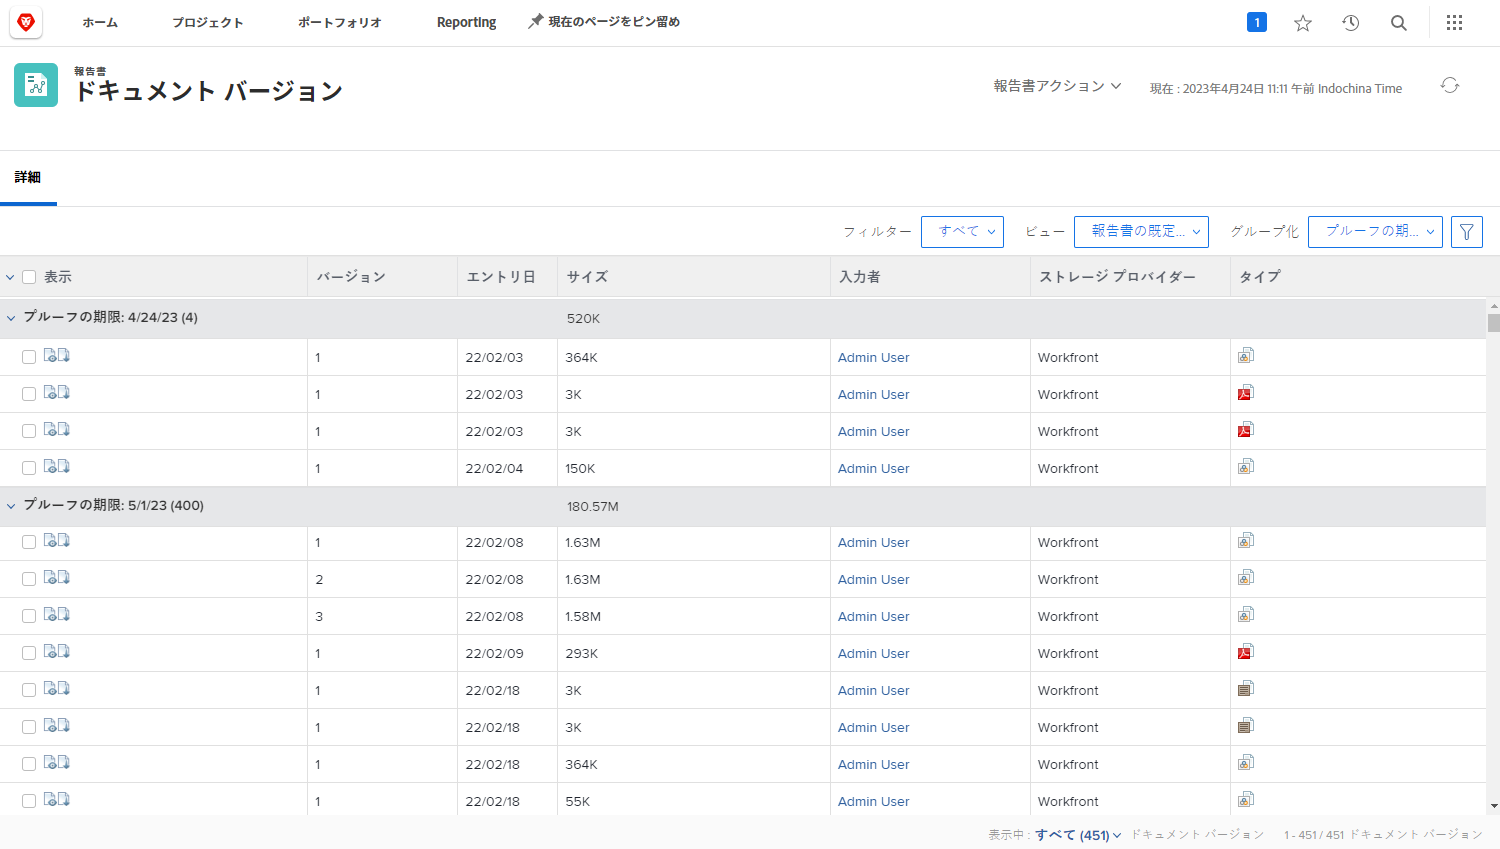 ホーム プロジェクト ポートフォリオ Reporting 現在のページをピン留め 1
報告書
ドキュメント バージョン
報告書アクション 現在 : 2023年4月24日 11:11 午前 Indochina Time
詳細
フィルター すべて ビュー 報告書の既定... グループ化 プルーフの期...
表示 バージョン エントリ日 サイズ 入力者 ストレージ プロバイダー タイプ
プルーフの期限: 4/24/23 (4) 520K
1 22/02/03 364K Admin User Workfront
1 22/02/03 3K Admin User Workfront
1 22/02/03 3K Admin User Workfront
1 22/02/04 150K Admin User Workfront
プルーフの期限: 5/1/23 (400) 180.57M
1 22/02/08 1.63M Admin User Workfront
2 22/02/08 1.63M Admin User Workfront
3 22/02/08 1.58M Admin User Workfront
1 22/02/09 293K Admin User Workfront
1 22/02/18 3K Admin User Workfront
1 22/02/18 3K Admin User Workfront
1 22/02/18 364K Admin User Workfront
1 22/02/18 55K Admin User Workfront
表示中 : すべて (451) ドキュメント バージョン 1 - 451 / 451 ドキュメント バージョン